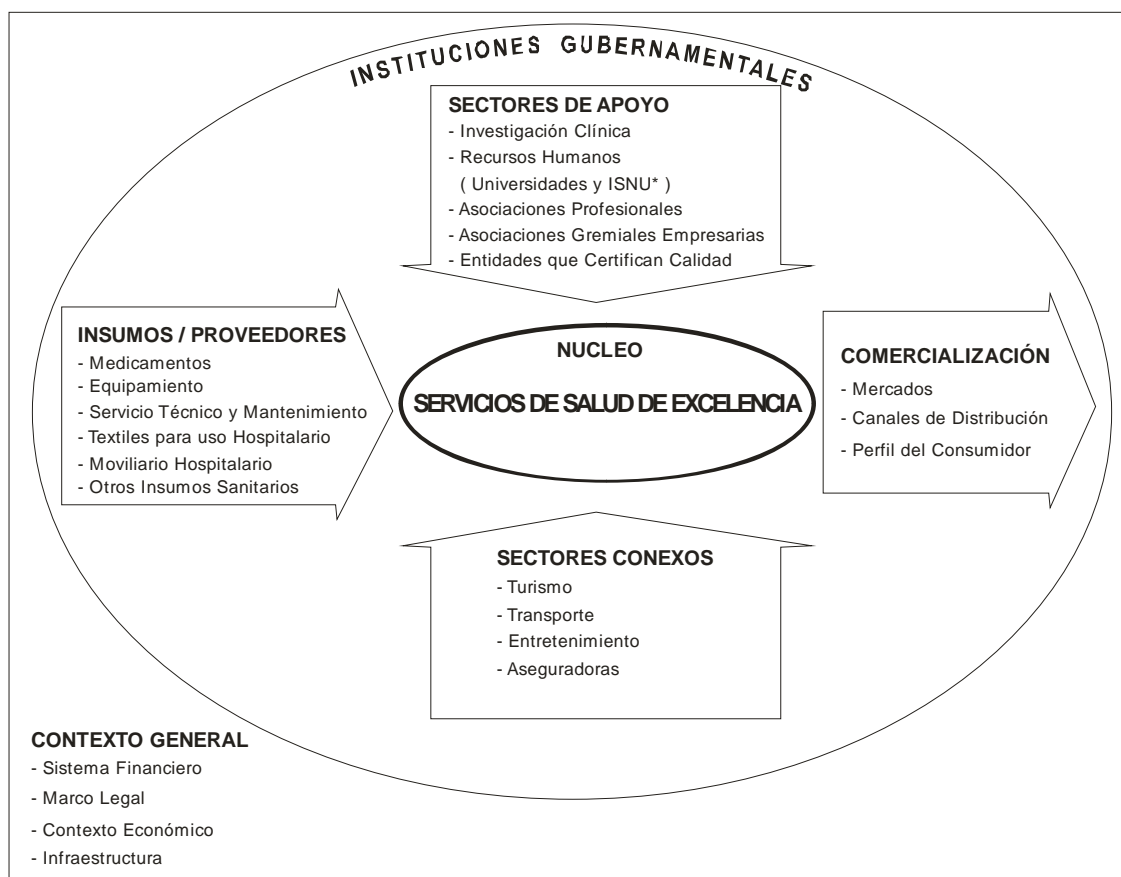 INSTITUCIONES GUBERNAMENTALES
SECTORES DE APOYO
- Investigación Clínica
- Recursos Humanos
( Universidades y ISNU* )
- Asociaciones Profesionales
- Asociaciones Gremiales Empresarias
- Entidades que Certifican Calidad
INSUMOS / PROVEEDORES
- Medicamentos
- Equipamiento
- Servicio Técnico y Mantenimiento
- Textiles para uso Hospitalario
- Moviliario Hospitalario
- Otros Insumos Sanitarios
NUCLEO
SERVICIOS DE SALUD DE EXCELENCIA
COMERCIALIZACIÓN
- Mercados
- Canales de Distribución
- Perfil del Consumidor
SECTORES CONEXOS
- Turismo
- Transporte
- Entretenimiento
- Aseguradoras
CONTEXTO GENERAL
- Sistema Financiero
- Marco Legal
- Contexto Económico
- Infraestructura